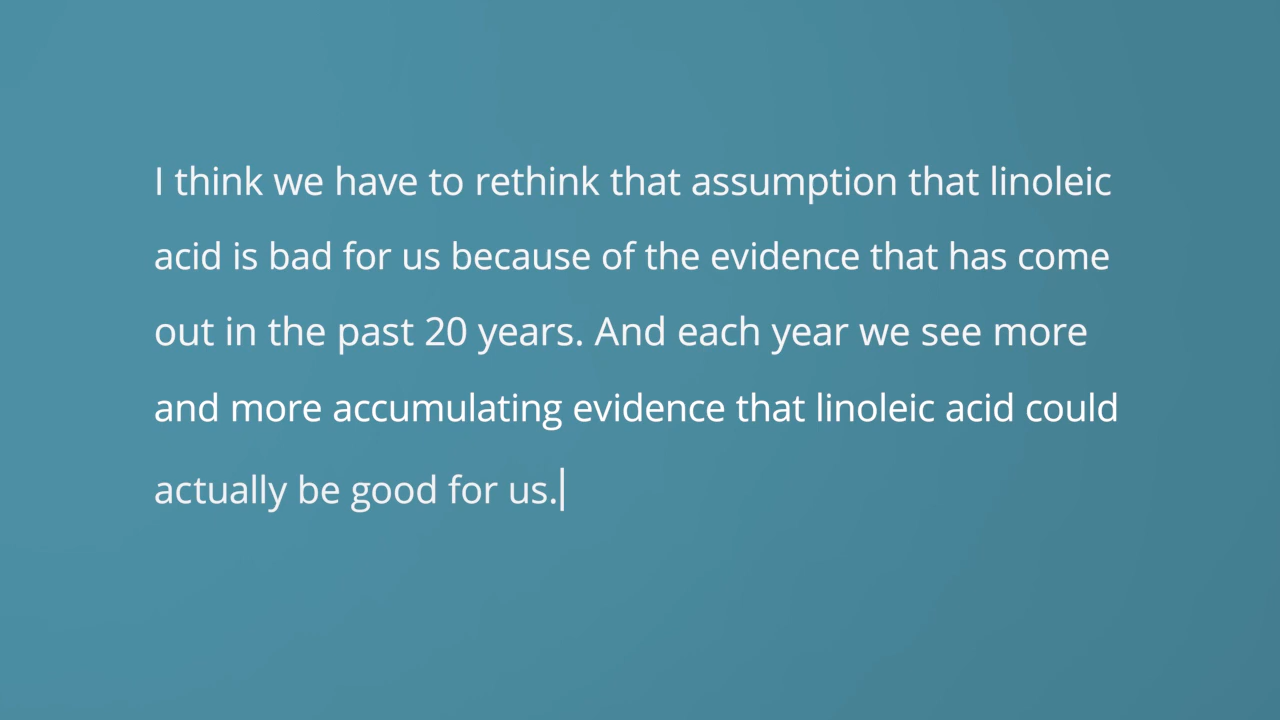 I think we have to rethink that assumption that linoleic
acid is bad for us because of the evidence that has come
out in the past 20 years. And each year we see more
and more accumulating evidence that linoleic acid could
actually be good for us.